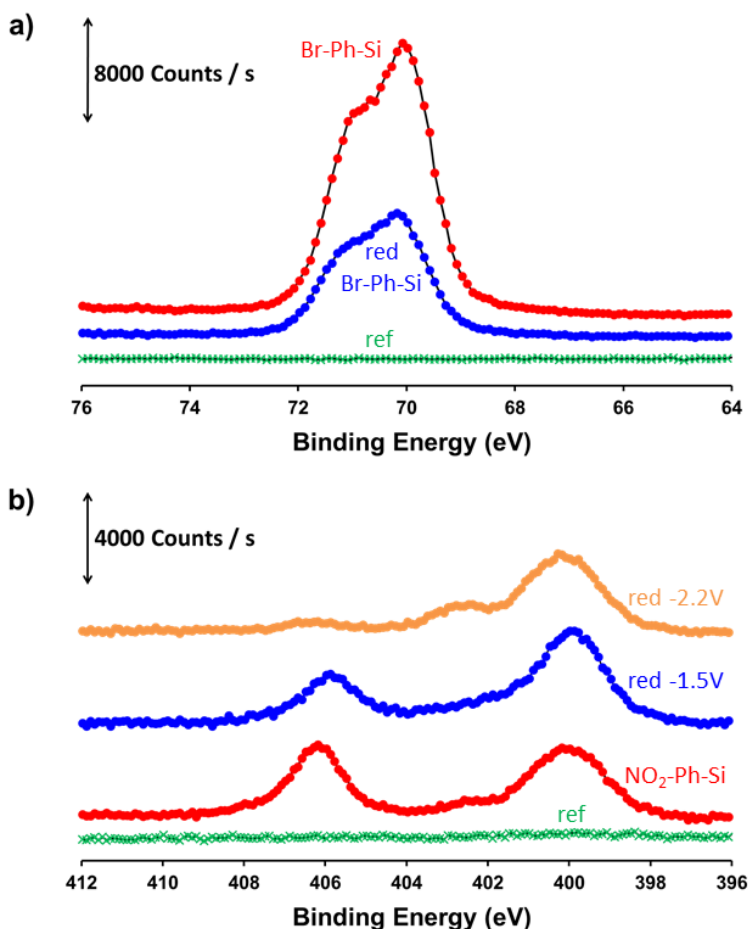 a)
8000 Counts / s
Br-Ph-Si
red
Br-Ph-Si
ref
76 74 72 70 68 66 64
Binding Energy (eV)
b)
4000 Counts / s
red -2.2V
red -1.5V
NO₂-Ph-Si
ref
412 410 408 406 404 402 400 398 396
Binding Energy (eV)